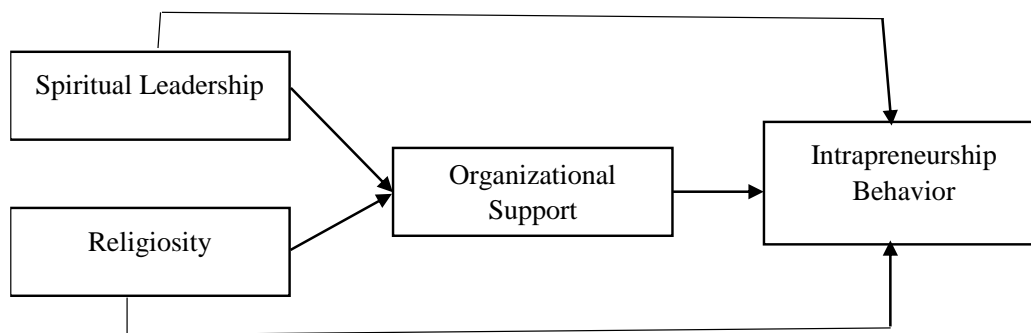 Spiritual Leadership
Religiosity
Organizational
Support
Intrapreneurship
Behavior